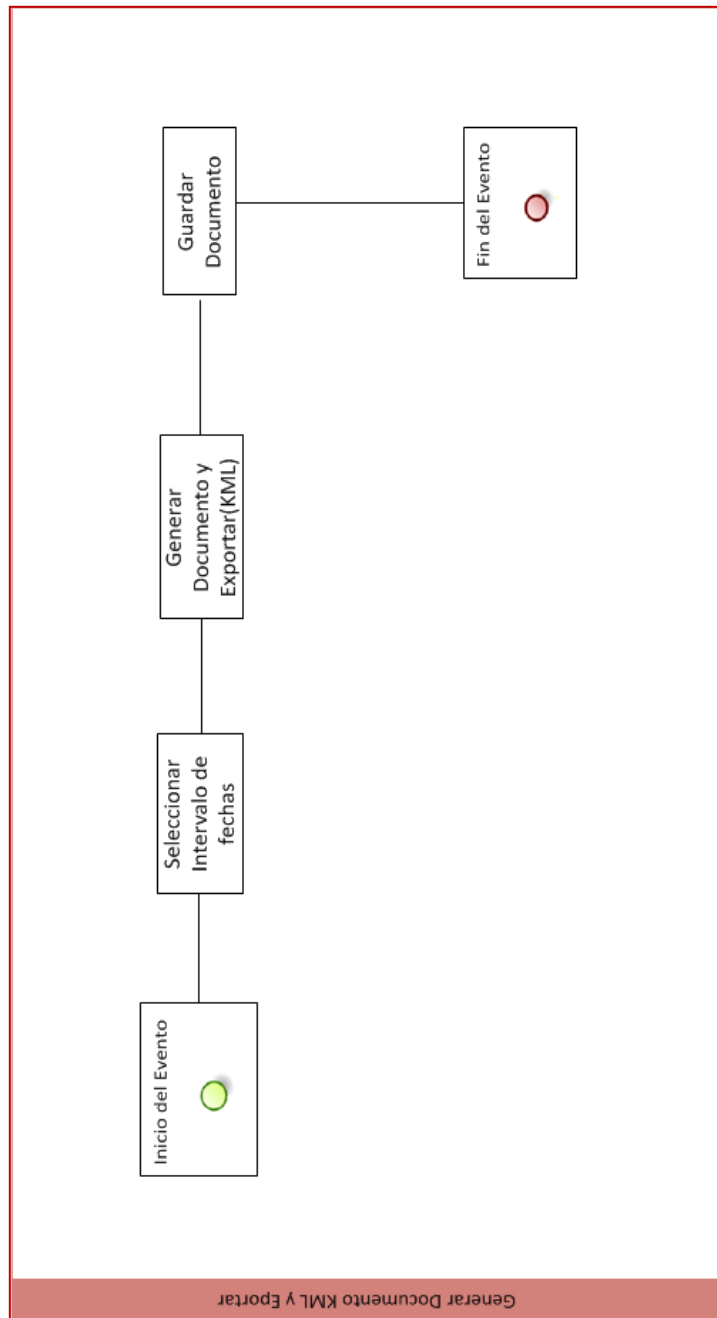 Generar Documento KML y Eportar
Inicio del Evento
Seleccionar
Intervalo de
fechas
Generar
Documento y
Exportar(KML)
Guardar
Documento
Fin del Evento